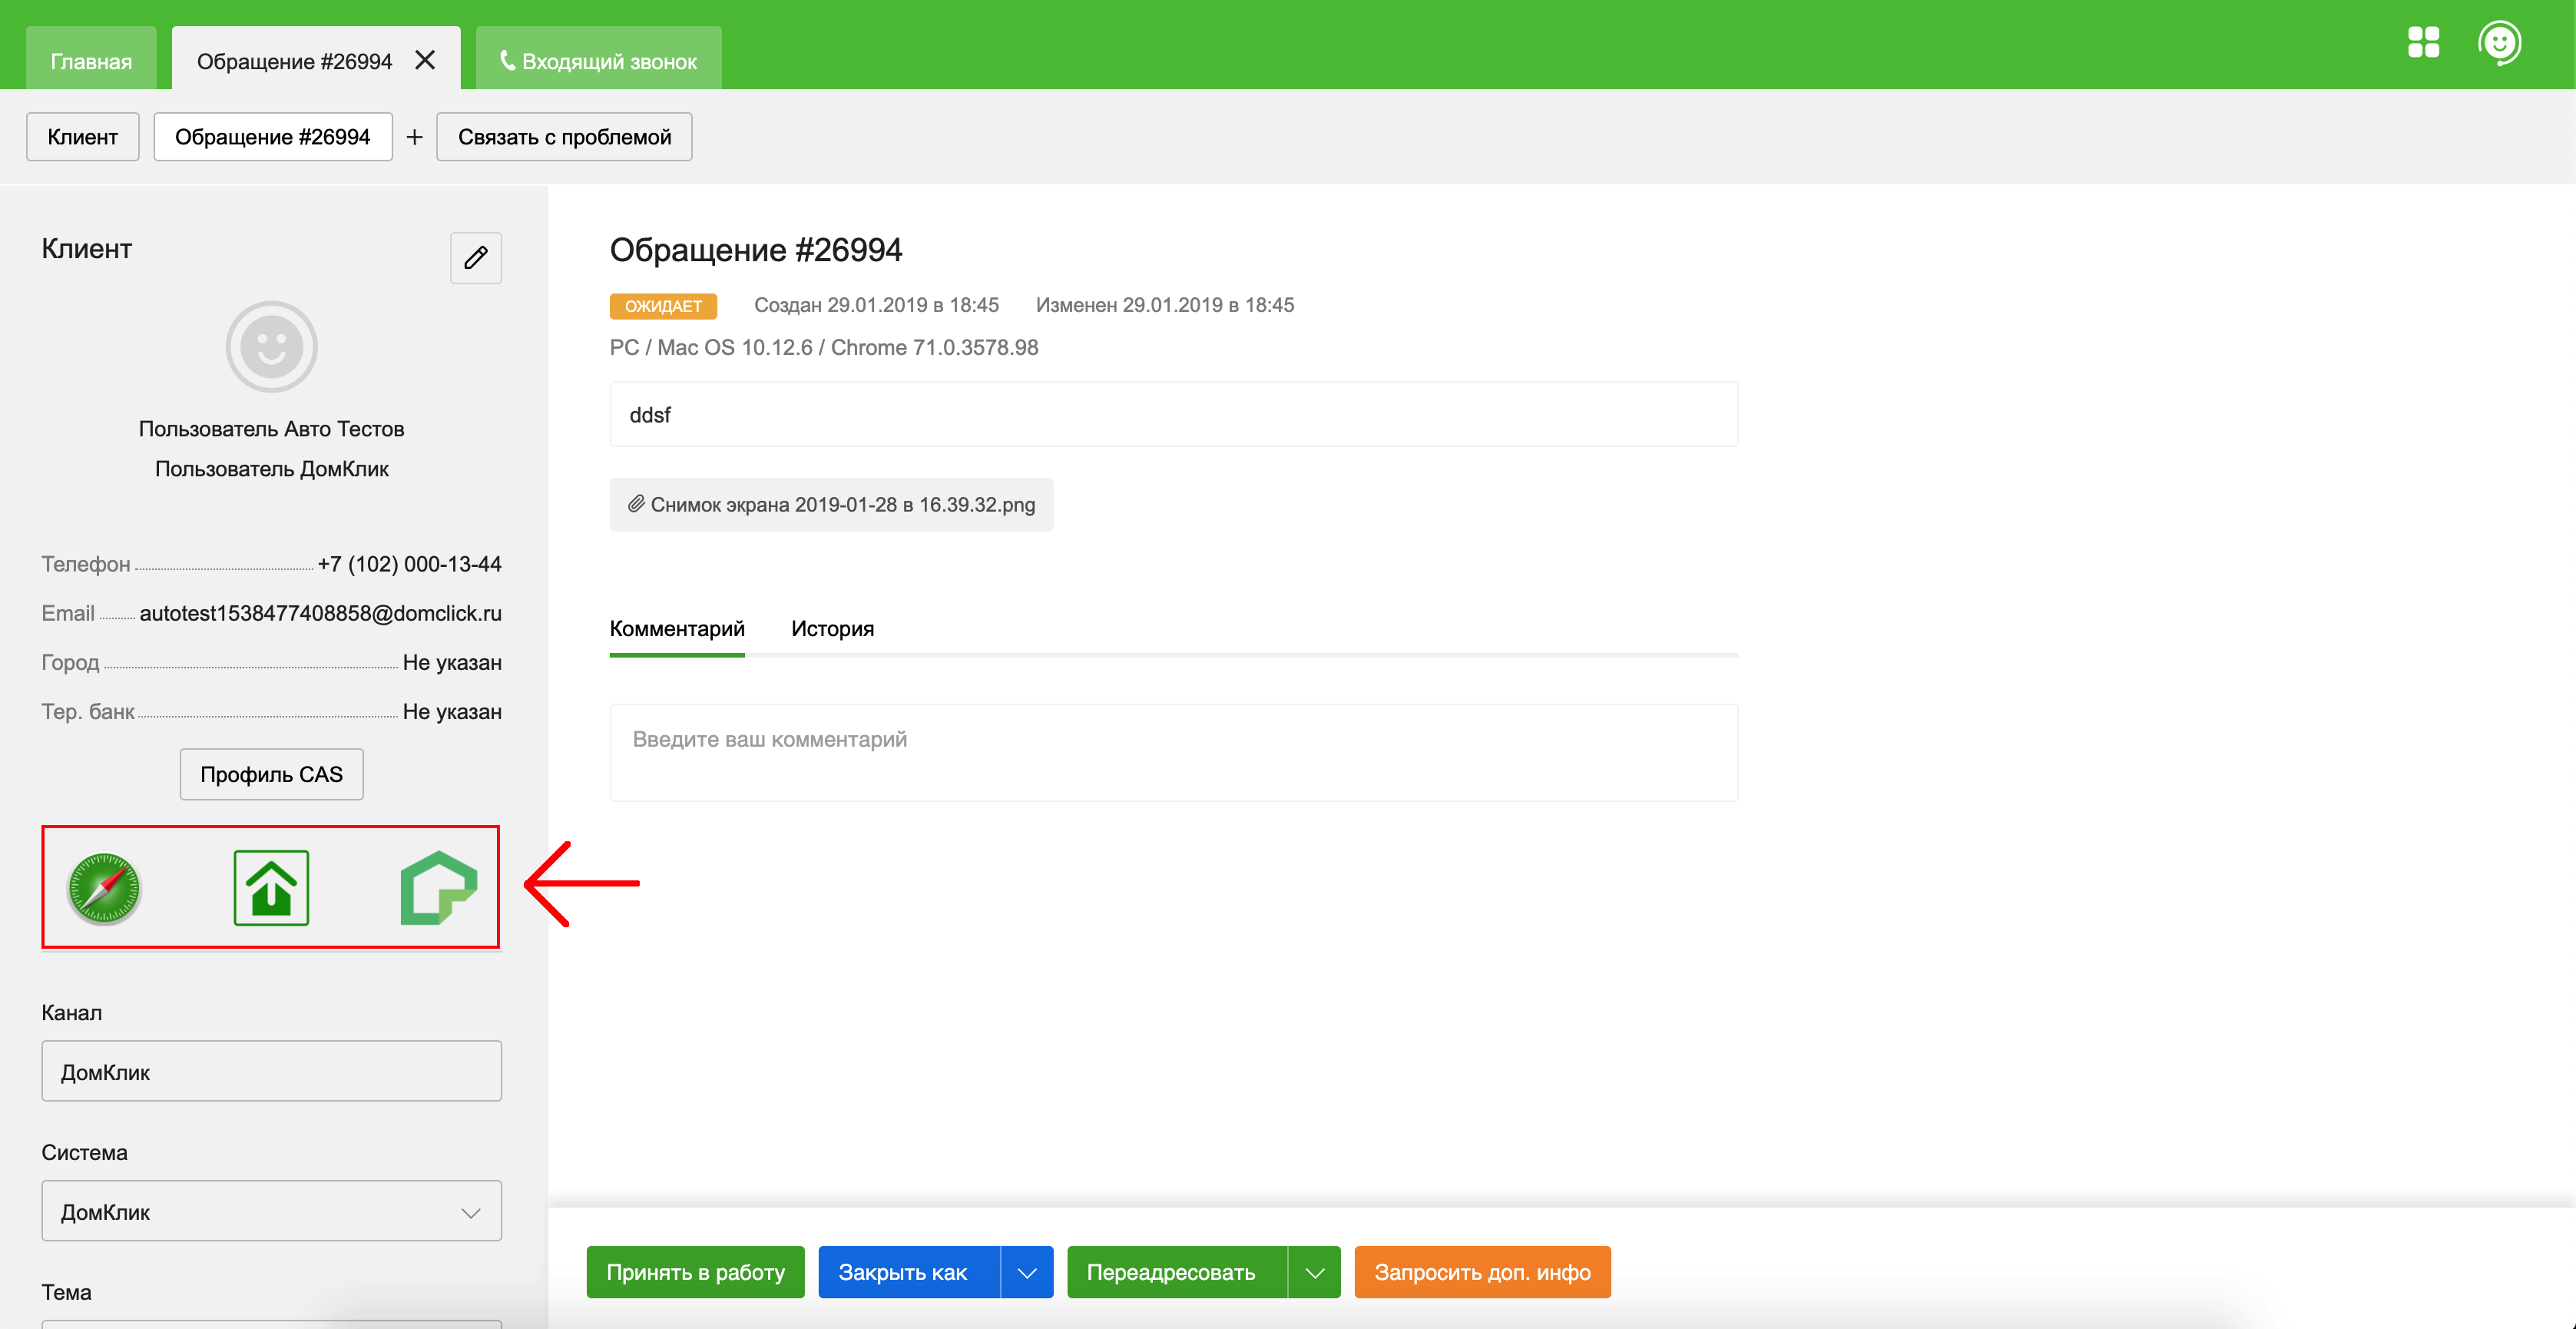 Главная
Обращение #26994
Входящий звонок
Клиент
Обращение #26994
+
Связать с проблемой
Клиент
Пользователь Авто Тестов
Пользователь ДомКлик
Телефон +7 (102) 000-13-44
Email autotest1538477408858@domclick.ru
Город Не указан
Тер. банк Не указан
Профиль CAS
Канал
ДомКлик
Система
ДомКлик
Тема
Обращение #26994
ОЖИДАЕТ Создан 29.01.2019 в 18:45 Изменен 29.01.2019 в 18:45
PC / Mac OS 10.12.6 / Chrome 71.0.3578.98
ddsf
Снимок экрана 2019-01-28 в 16.39.32.png
Комментарий История
Введите ваш комментарий
Принять в работу
Закрыть как
Переадресовать
Запросить доп. инфо